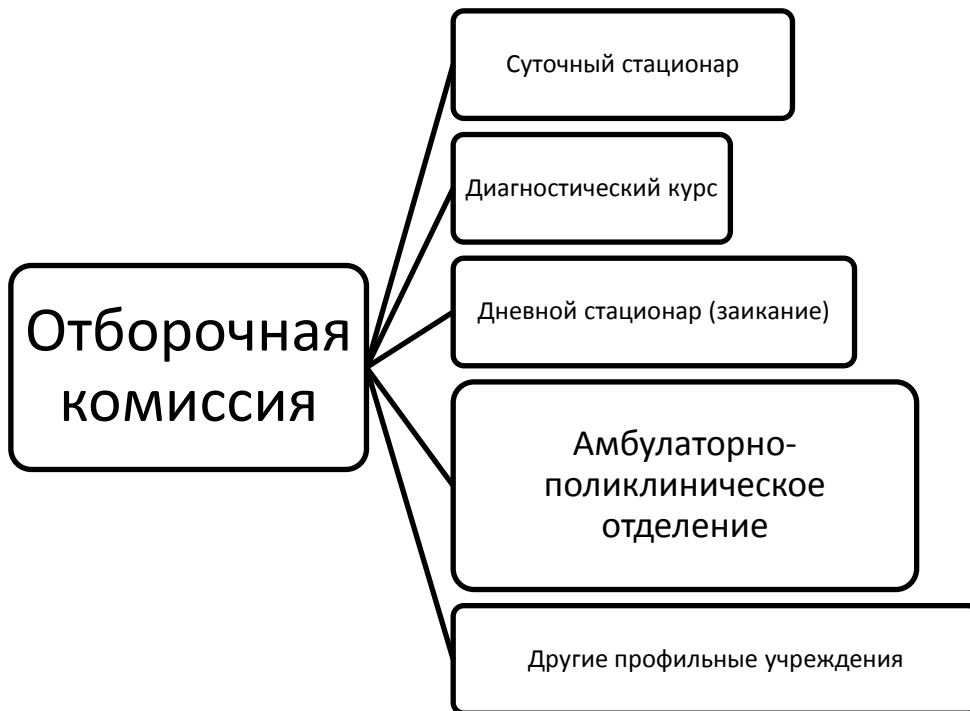 Суточный стационар
Диагностический курс
Дневной стационар (заикание)
Отборочная
комиссия
Амбулаторно-
поликлиническое
отделение
Другие профильные учреждения